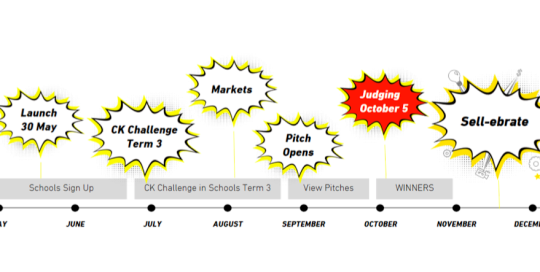 Launch
30 May
CK Challenge
Term 3
Markets
Pitch
Opens
Judging
October 5
Sell-ebrate
Schools Sign Up
CK Challenge in Schools Term 3
View Pitches
WINNERS
AY
JUNE
JULY
AUGUST
SEPTEMBER
OCTOBER
NOVEMBER
DECEM